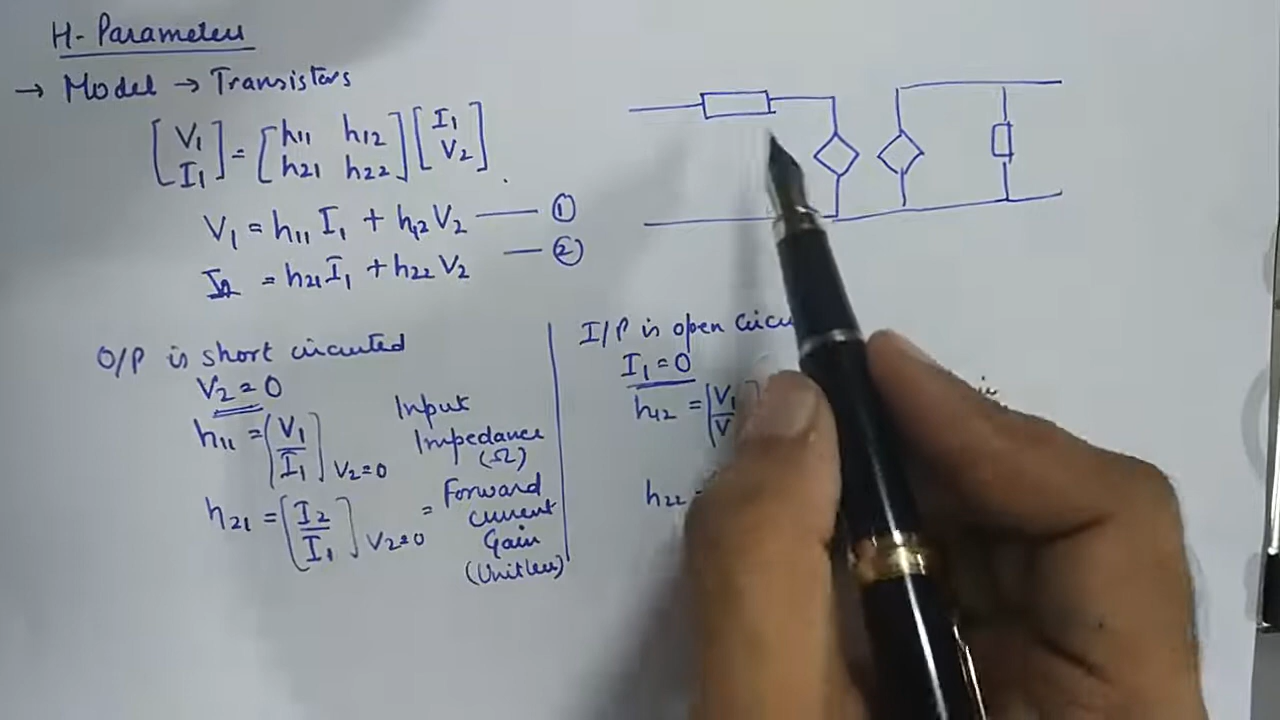 H- Parameters
→ Model → Transistors
[V1 I1] = [h11 h12 h21 h22] [I1 V2]
V1 = h11 I1 + h12 V2 —— ①
I2 = h21 I1 + h22 V2 —— ②
O/P is short circuited
V2 = 0
h11 = [V1/I1] V2=0 Input Impedance (Ω)
h21 = [I2/I1] V2=0 = Forward current Gain (Unitless)
I/P is open
I1 = 0
h12 = [V1/V
h22 =